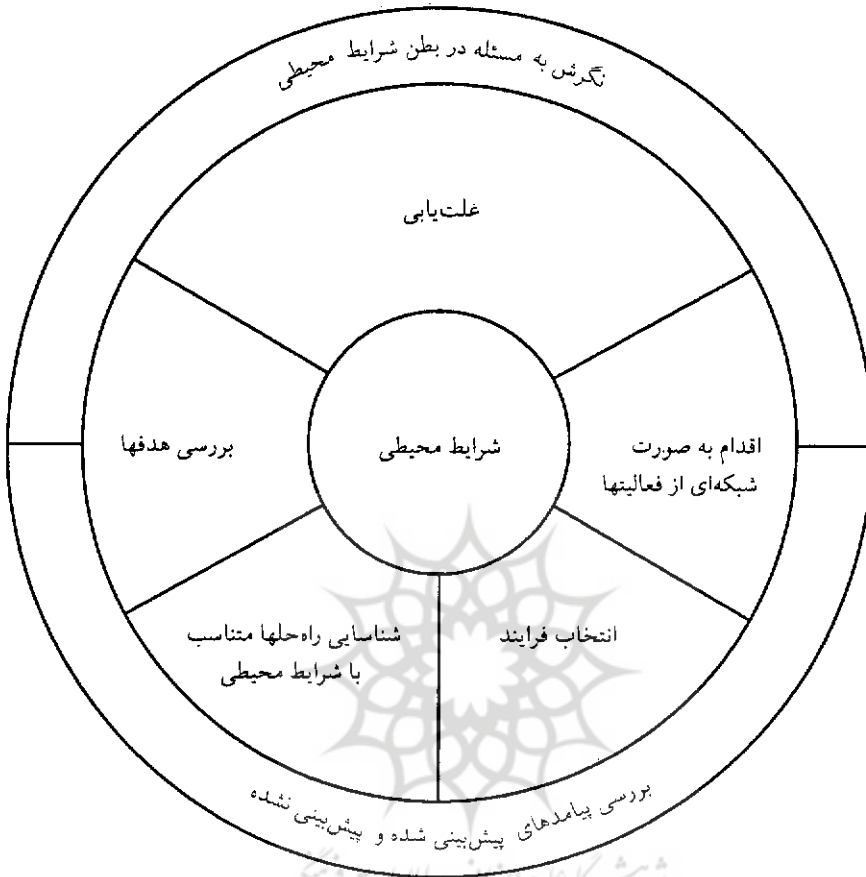 نگرش به مسئله در بطن شرایط محیطی
علت‌یابی
اقدام به صورت
شبکه‌ای از فعالیتها
شرایط محیطی
بررسی هدفها
انتخاب فرایند
شناسایی راه‌حلها متناسب
با شرایط محیطی
بررسی پیامدهای پیش‌بینی شده و پیش‌بینی نشده